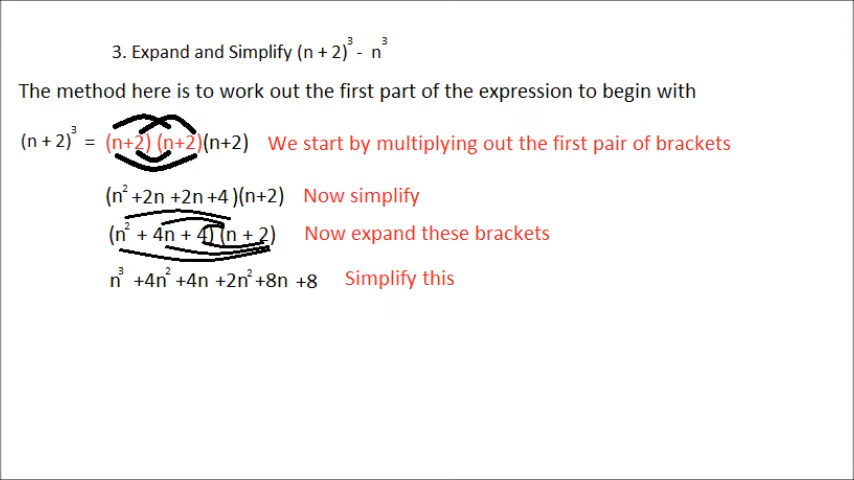 3. Expand and Simplify (n + 2)³ - n³
The method here is to work out the first part of the expression to begin with
(n + 2)³ = (n+2) (n+2)(n+2) We start by multiplying out the first pair of brackets
(n² +2n +2n +4 )(n+2) Now simplify
(n² + 4n + 4) (n + 2) Now expand these brackets
n³ +4n² +4n +2n² +8n +8 Simplify this